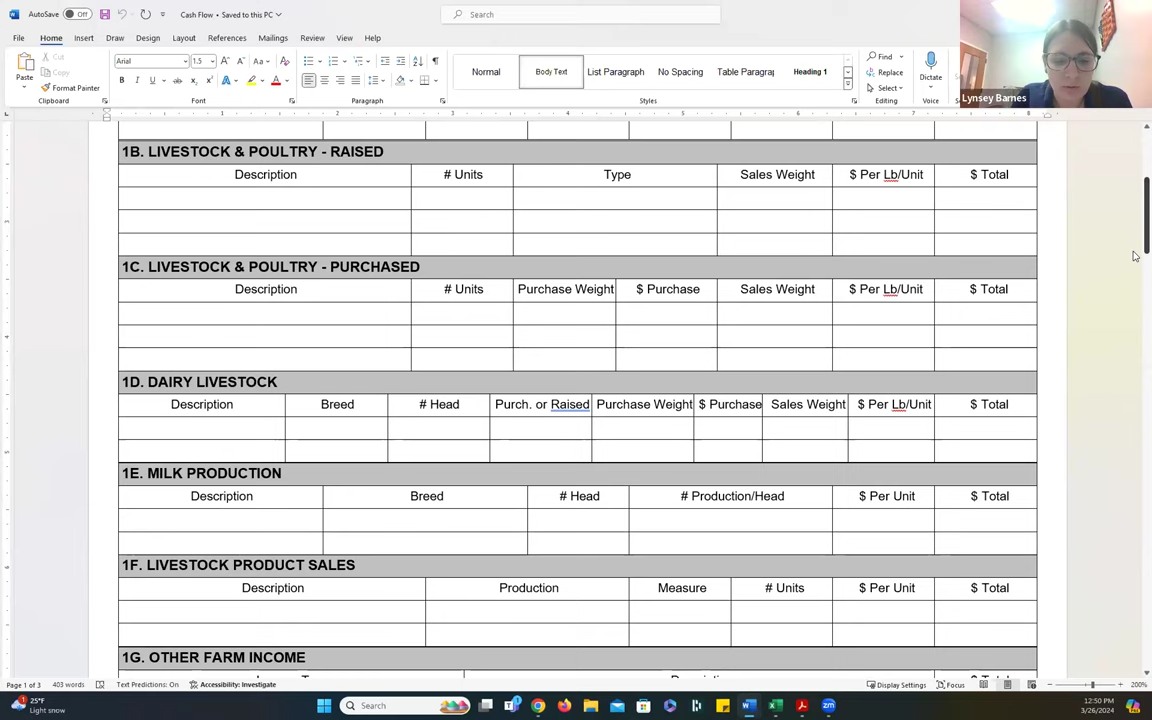 AutoSave Off Cash Flow • Saved to this PC Search
File Home Insert Draw Design Layout References Mailings Review View Help
Paste Cut Copy Format Painter
Arial 1.5 Aa
B I U ab x₂ x² A A
Normal Body Text List Paragraph No Spacing Table Paragraph Heading 1
Find Replace Select Dictate
Clipboard Font Paragraph Styles Editing Voice
Lynsey Barnes
1B. LIVESTOCK & POULTRY - RAISED
Description # Units Type Sales Weight $ Per Lb/Unit $ Total
1C. LIVESTOCK & POULTRY - PURCHASED
Description # Units Purchase Weight $ Purchase Sales Weight $ Per Lb/Unit $ Total
1D. DAIRY LIVESTOCK
Description Breed # Head Purch. or Raised Purchase Weight $ Purchase Sales Weight $ Per Lb/Unit $ Total
1E. MILK PRODUCTION
Description Breed # Head # Production/Head $ Per Unit $ Total
1F. LIVESTOCK PRODUCT SALES
Description Production Measure # Units $ Per Unit $ Total
1G. OTHER FARM INCOME
Page 1 of 3 403 words Text Predictions: On Accessibility: Investigate Display Settings Focus 200%
25°F
Light snow
Search
12:50 PM
3/26/2024